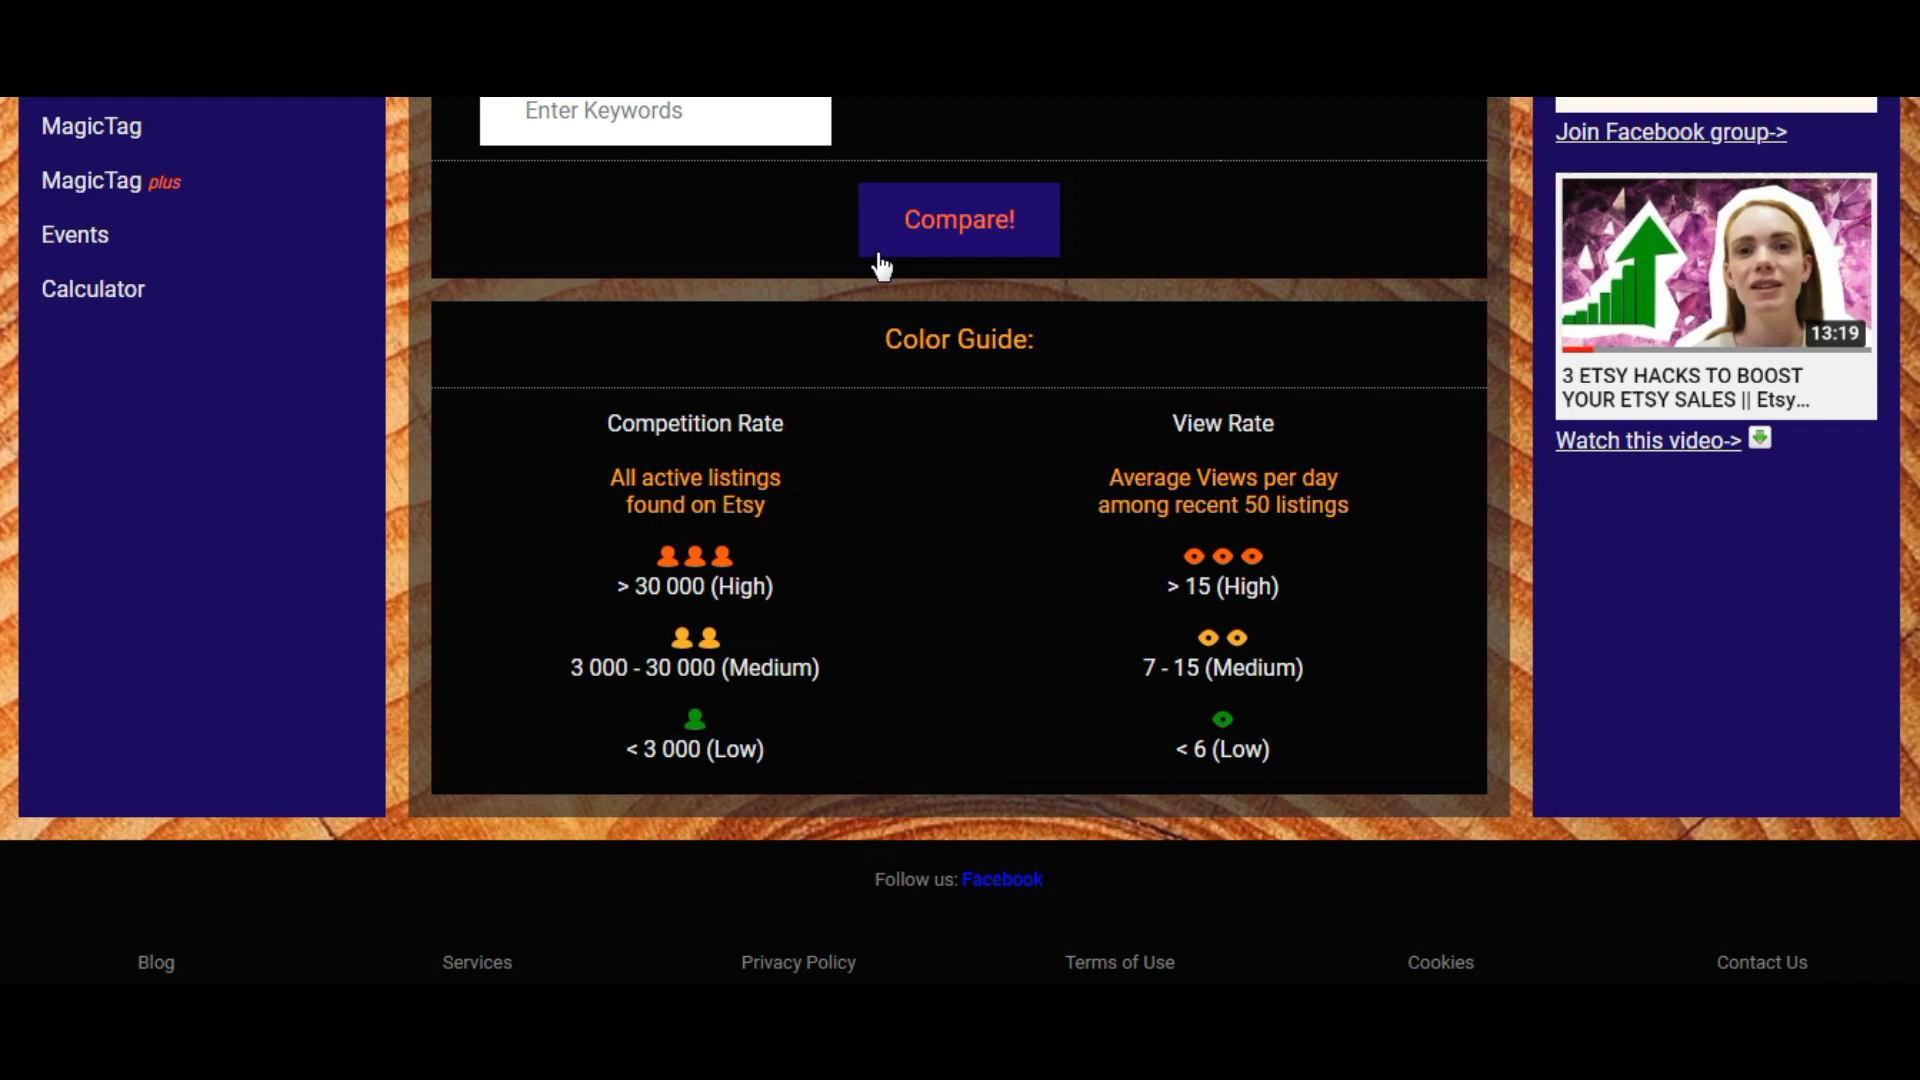 MagicTag
MagicTag plus
Events
Calculator
Enter Keywords
Compare!
Color Guide:
Competition Rate
All active listings
found on Etsy
> 30 000 (High)
3 000 - 30 000 (Medium)
< 3 000 (Low)
View Rate
Average Views per day
among recent 50 listings
> 15 (High)
7 - 15 (Medium)
< 6 (Low)
Join Facebook group->
13:19
3 ETSY HACKS TO BOOST
YOUR ETSY SALES || Etsy...
Watch this video->
Follow us: Facebook
Blog
Services
Privacy Policy
Terms of Use
Cookies
Contact Us